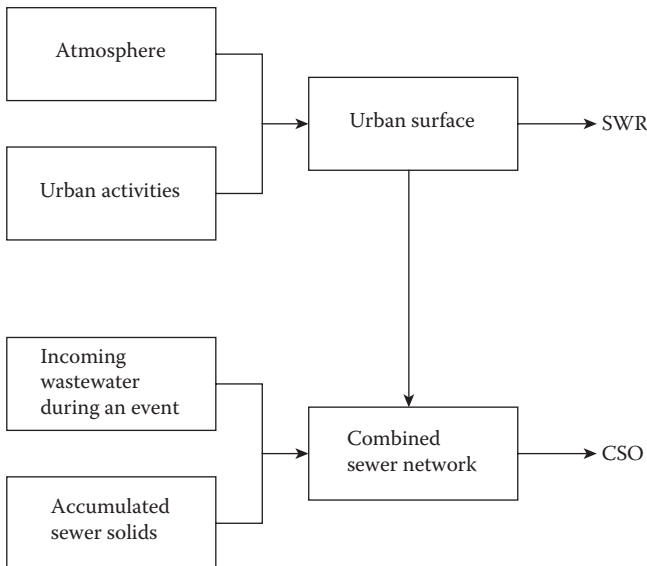 Atmosphere
Urban activities
Urban surface
SWR
Incoming
wastewater
during an event
Accumulated
sewer solids
Combined
sewer network
CSO